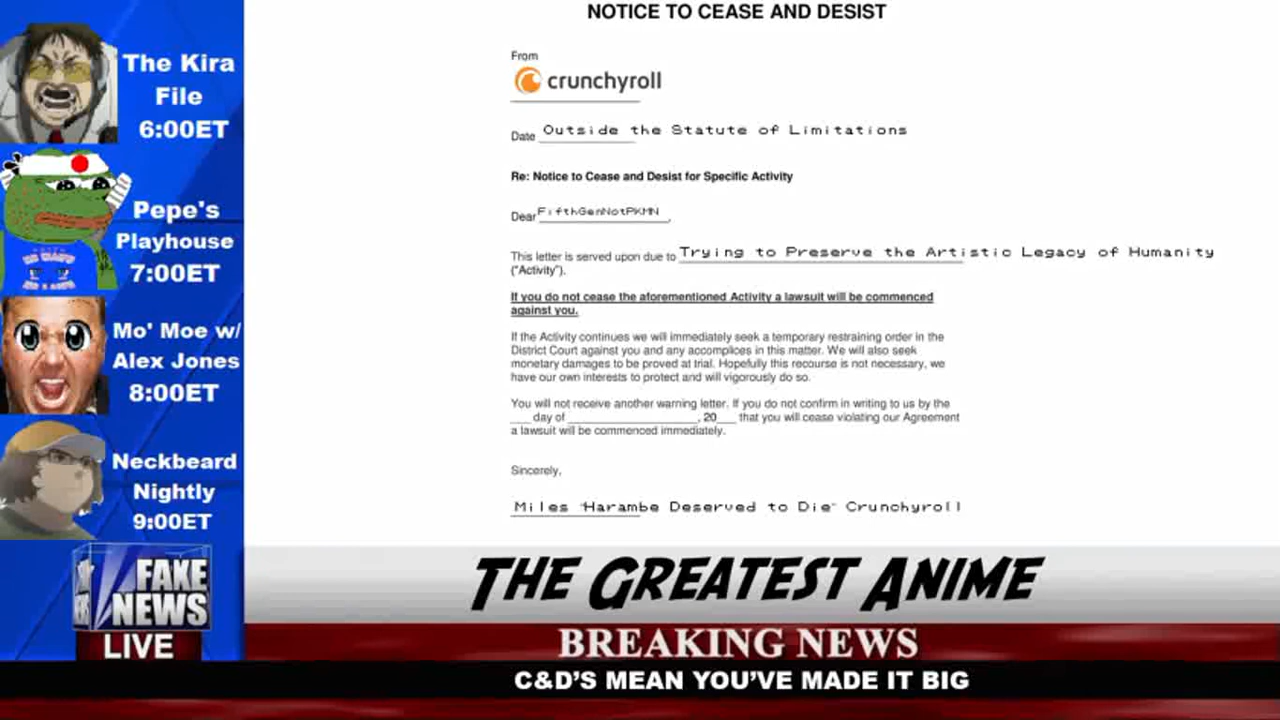 The Kira
File
6:00ET
Pepe's
Playhouse
7:00ET
Mo' Moe w/
Alex Jones
8:00ET
Neckbeard
Nightly
9:00ET
FAKE
NEWS
LIVE
NOTICE TO CEASE AND DESIST
From
crunchyroll
Date Outside the Statute of Limitations
Re: Notice to Cease and Desist for Specific Activity
Dear FifthGenNotPKMN,
This letter is served upon due to Trying to Preserve the Artistic Legacy of Humanity
("Activity").
If you do not cease the aforementioned Activity a lawsuit will be commenced
against you.
If the Activity continues we will immediately seek a temporary restraining order in the
District Court against you and any accomplices in this matter. We will also seek
monetary damages to be proved at trial. Hopefully this recourse is not necessary, we
have our own interests to protect and will vigorously do so.
You will not receive another warning letter. If you do not confirm in writing to us by the
___ day of ____________________, 20___ that you will cease violating our Agreement
a lawsuit will be commenced immediately.
Sincerely,
Miles "Harambe Deserved to Die" Crunchyroll
THE GREATEST ANIME
BREAKING NEWS
C&D'S MEAN YOU'VE MADE IT BIG